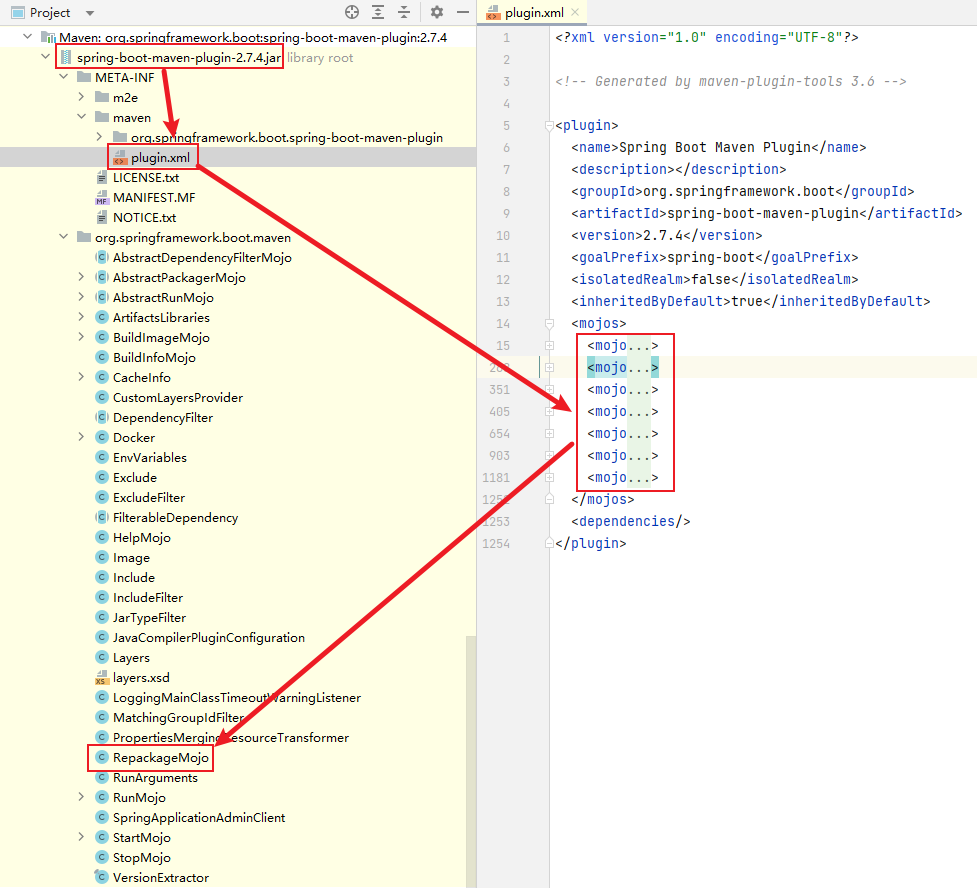 Project
Maven: org.springframework.boot:spring-boot-maven-plugin:2.7.4
spring-boot-maven-plugin-2.7.4.jar library root
META-INF
m2e
maven
org.springframework.boot.spring-boot-maven-plugin
plugin.xml
LICENSE.txt
MANIFEST.MF
NOTICE.txt
org.springframework.boot.maven
AbstractDependencyFilterMojo
AbstractPackagerMojo
AbstractRunMojo
ArtifactsLibraries
BuildImageMojo
BuildInfoMojo
CacheInfo
CustomLayersProvider
DependencyFilter
Docker
EnvVariables
Exclude
ExcludeFilter
FilterableDependency
HelpMojo
Image
Include
IncludeFilter
JarTypeFilter
JavaCompilerPluginConfiguration
Layers
layers.xsd
LoggingMainClassTimeoutWarningListener
MatchingGroupIdFilter
PropertiesMergingResourceTransformer
RepackageMojo
RunArguments
RunMojo
SpringApplicationAdminClient
StartMojo
StopMojo
VersionExtractor
plugin.xml
1 <?xml version="1.0" encoding="UTF-8"?>
2
3 <!-- Generated by maven-plugin-tools 3.6 -->
4
5 <plugin>
6 <name>Spring Boot Maven Plugin</name>
7 <description></description>
8 <groupId>org.springframework.boot</groupId>
9 <artifactId>spring-boot-maven-plugin</artifactId>
10 <version>2.7.4</version>
11 <goalPrefix>spring-boot</goalPrefix>
12 <isolatedRealm>false</isolatedRealm>
13 <inheritedByDefault>true</inheritedByDefault>
14 <mojos>
15 <mojo...>
<mojo...>
351 <mojo...>
405 <mojo...>
654 <mojo...>
903 <mojo...>
1181 <mojo...>
</mojos>
1253 <dependencies/>
1254 </plugin>